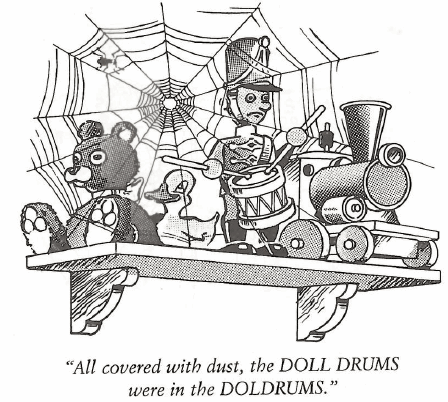 "All covered with dust, the DOLL DRUMS
were in the DOLDRUMS."